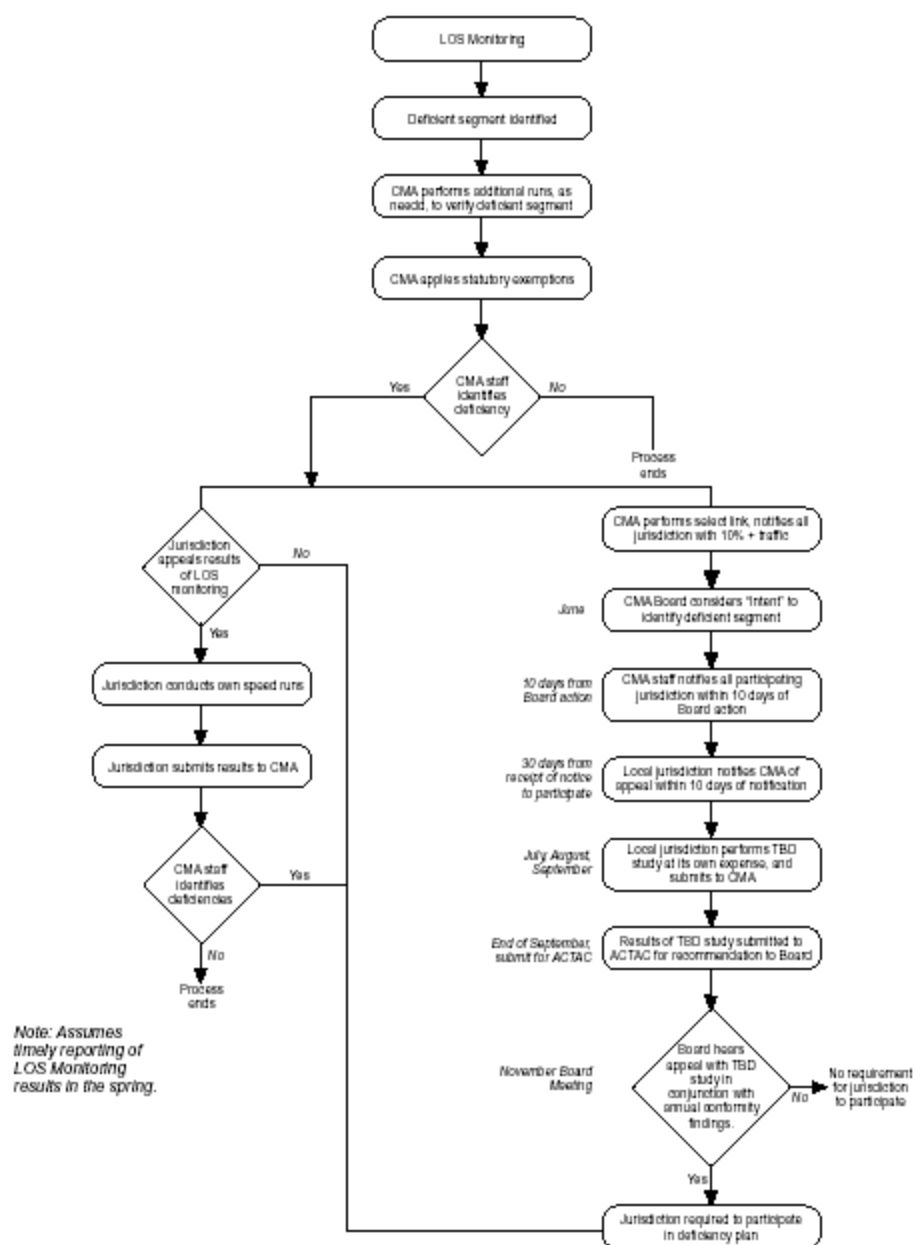 LOS Monitoring
Deficient segment identified
CMA performs additional runs, as
needd, to verify deficient segment
CMA applies statutory exemptions
Yes
CMA staff
identifies
deficiency
No
Process
ends
CMA performs select link, notifies all
jurisdiction with 10% + traffic
Jurisdiction
appeals results
of LOS
monitoring
No
June
CMA Board considers "Intent" to
identify deficient segment
Yes
Jurisdiction conducts own speed runs
10 days from
Board action
CMA staff notifies all participating
jurisdiction within 10 days of
Board action
Jurisdiction submits results to CMA
30 days from
receipt of notice
to participate
Local jurisdiction notifies CMA of
appeal within 10 days of notification
CMA staff
identifies
deficiencies
Yes
July, August,
September
Local jurisdiction performs TBD
study at its own expense, and
submits to CMA
No
Process
ends
End of September,
submit for ACTAC
Results of TBD study submitted to
ACTAC for recommendation to Board
Note: Assumes
timely reporting of
LOS Monitoring
results in the spring.
November Board
Meeting
Board hears
appeal with TBD
study in
conjunction with
annual conformity
findings.
No
No requirement
for jurisdiction
to participate
Yes
Jurisdiction required to participate
in deficiency plan